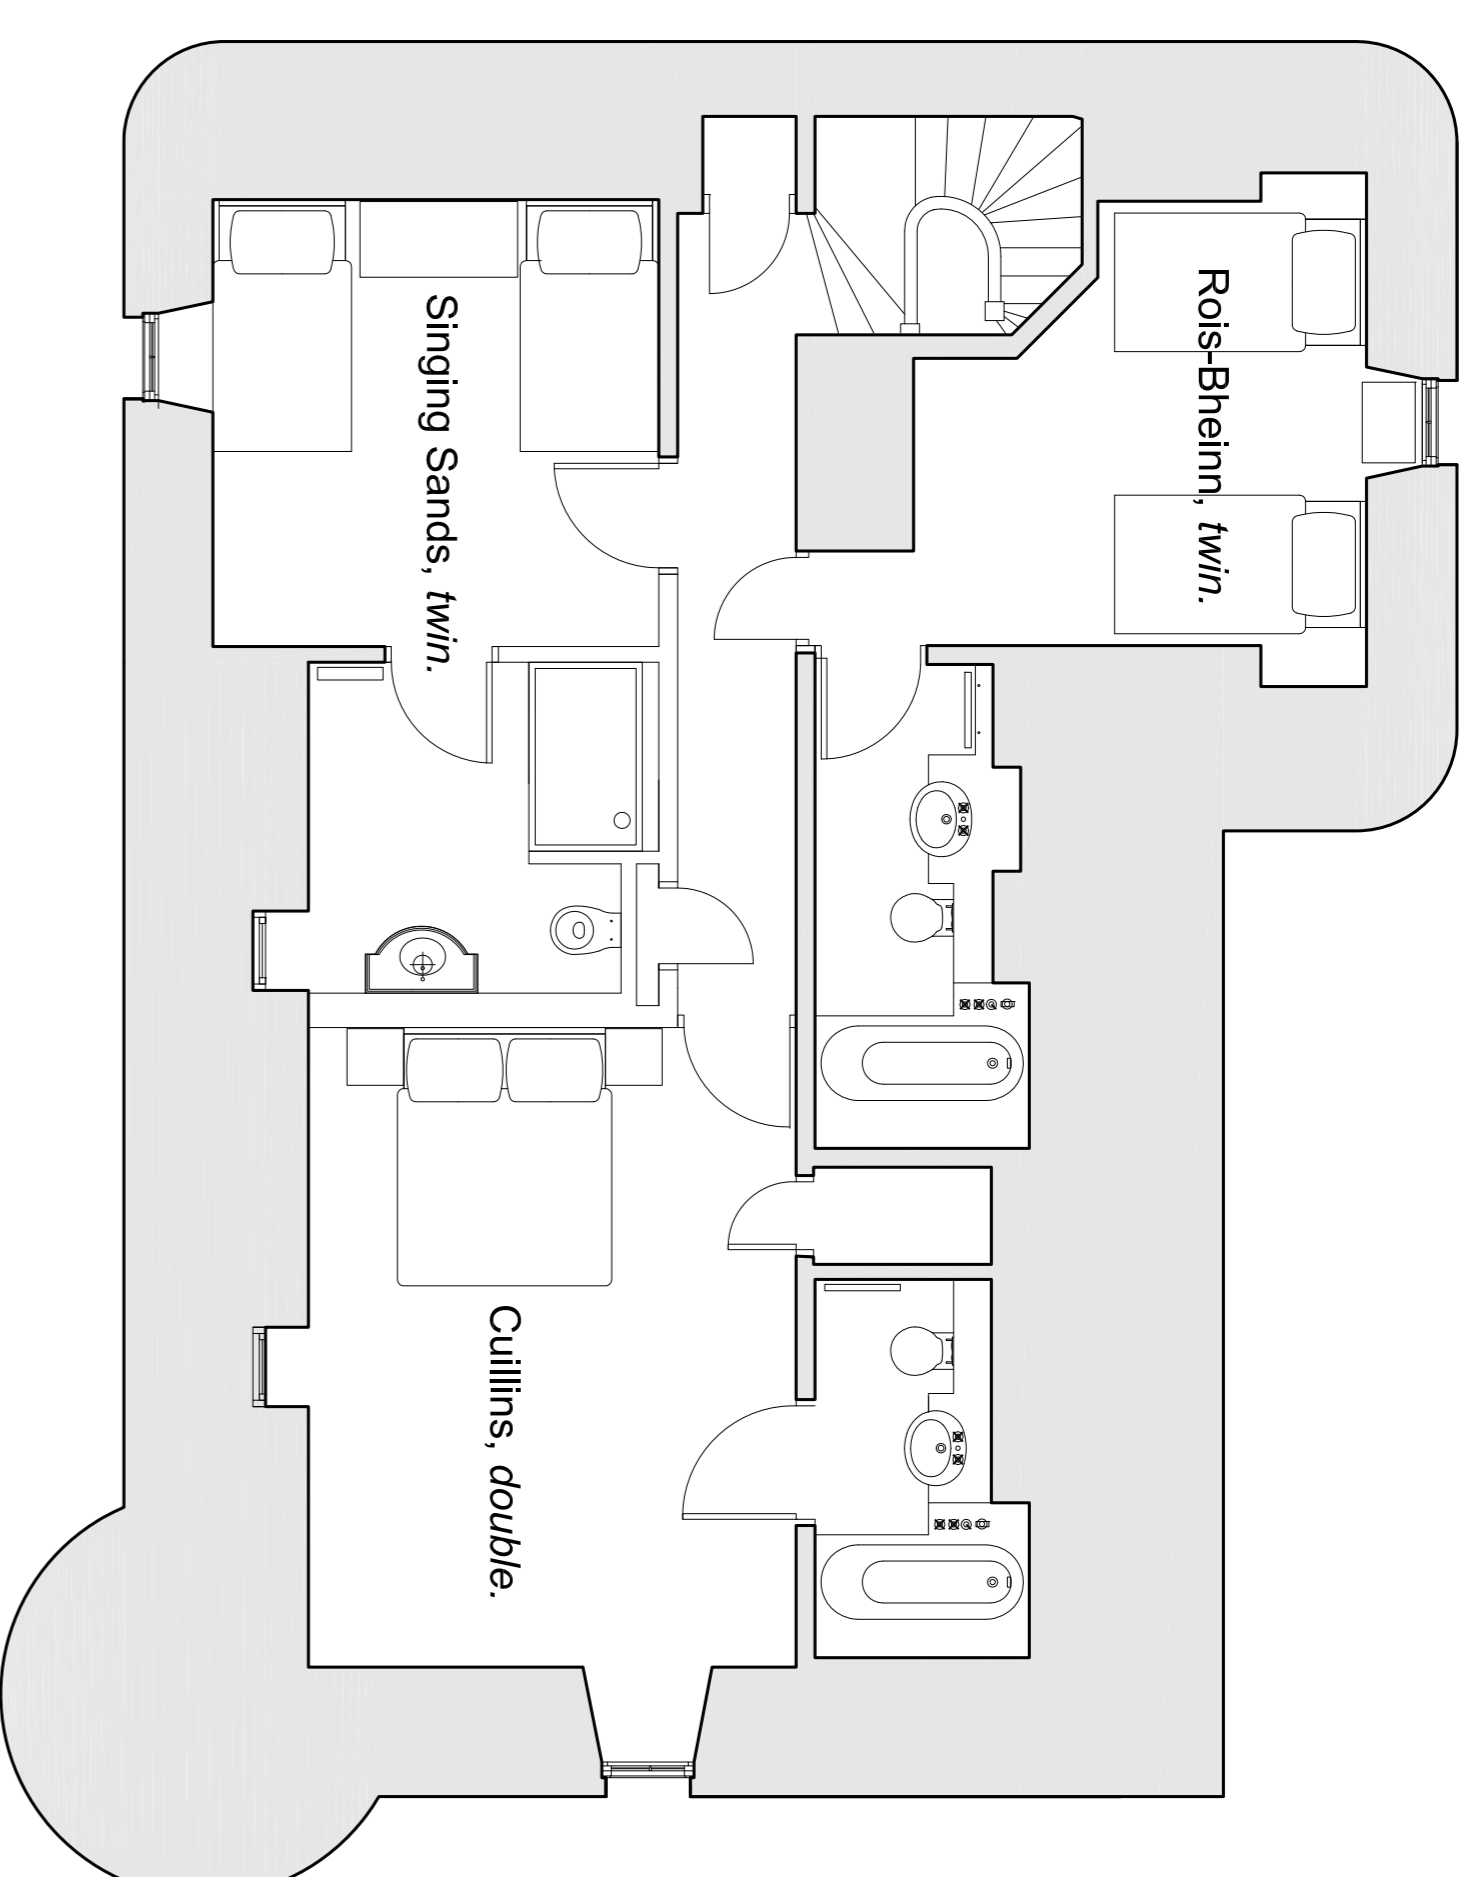 Singing Sands, twin.
Rois-Bheinn, twin.
Cuillins, double.